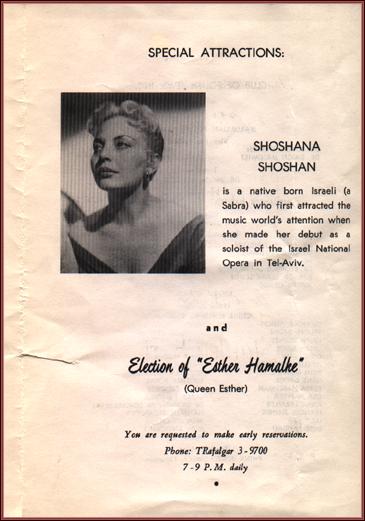 SPECIAL ATTRACTIONS:
SHOSHANA
SHOSHAN
is a native born Israeli (a
Sabra) who first attracted the
music world's attention when
she made her debut as a
soloist of the Israel National
Opera in Tel-Aviv.
and
Election of "Esther Hamalke"
(Queen Esther)
You are requested to make early reservations.
Phone: TRafalgar 3-9700
7-9 P.M. daily